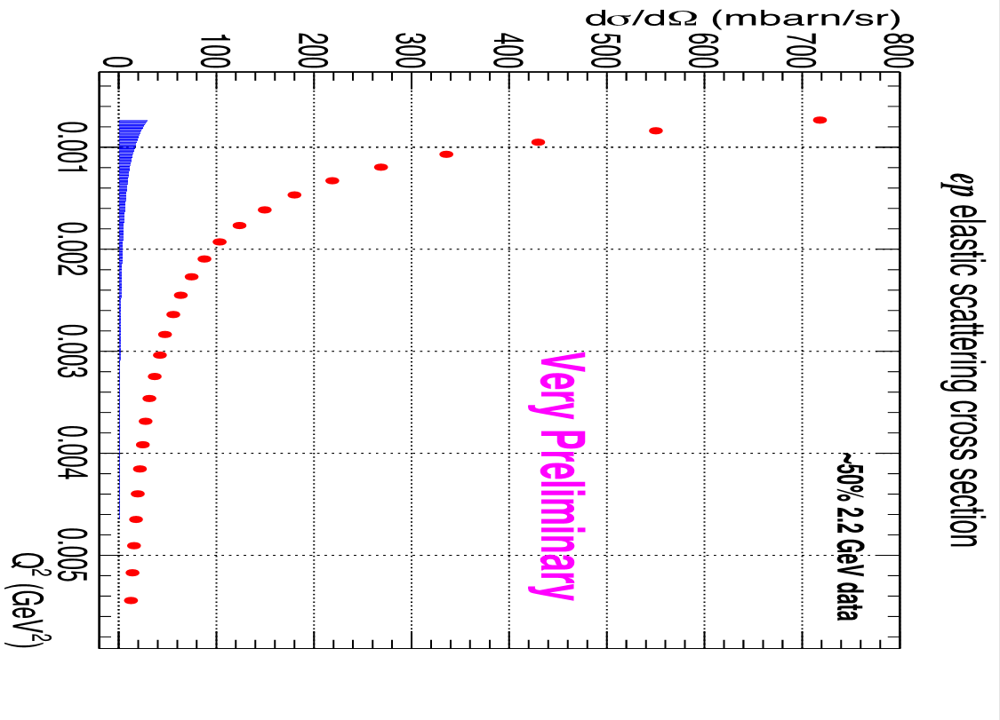 ep elastic scattering cross section
dσ/dΩ (mbarn/sr)
800
700
600
500
400
300
200
100
0
~50% 2.2 GeV data
Very Preliminary
0.001
0.002
0.003
0.004
0.005
Q² (GeV²)